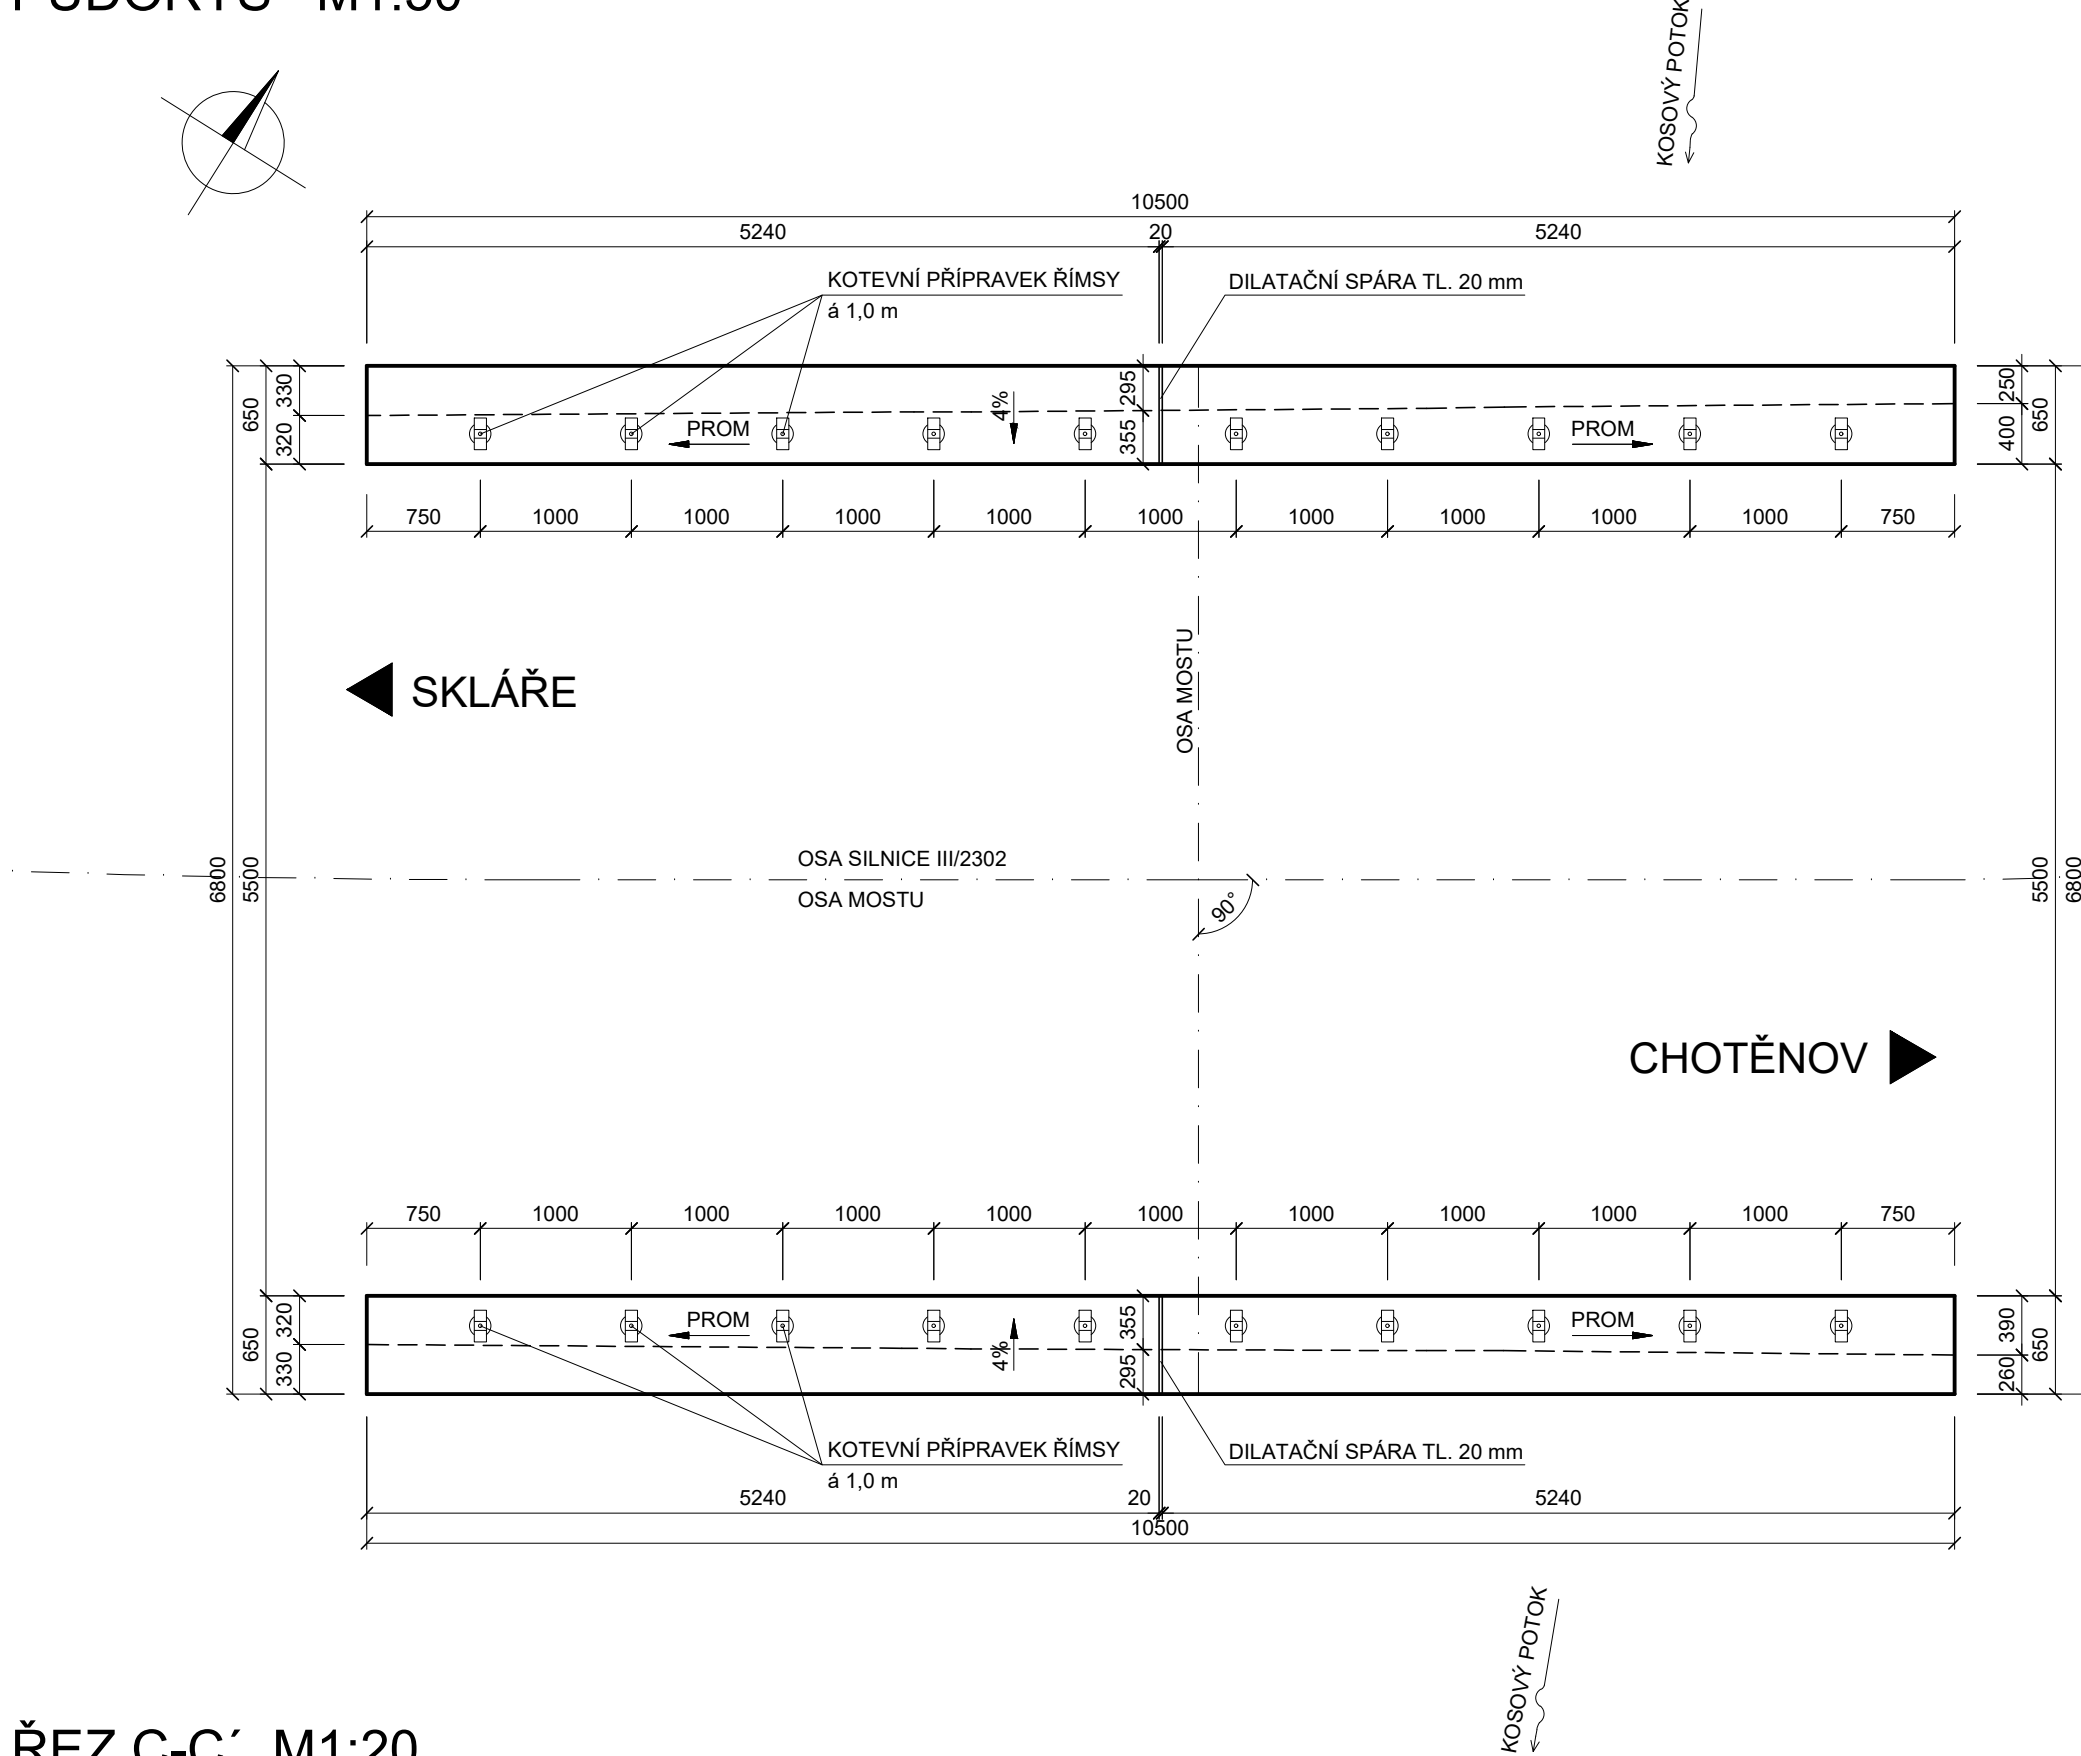 PŮDORYS M1:50
KOSOVÝ POTOK
10500
5240
20
5240
KOTEVNÍ PŘÍPRAVEK ŘÍMSY
á 1,0 m
DILATAČNÍ SPÁRA TL. 20 mm
650
330
320
295
355
4%
PROM
PROM
250
400
650
750
1000
1000
1000
1000
1000
1000
1000
1000
1000
750
OSA MOSTU
SKLÁŘE
6800
5500
OSA SILNICE III/2302
OSA MOSTU
90°
5500
6800
CHOTĚNOV
750
1000
1000
1000
1000
1000
1000
1000
1000
1000
750
650
320
330
PROM
4%
355
295
PROM
390
260
650
KOTEVNÍ PŘÍPRAVEK ŘÍMSY
á 1,0 m
DILATAČNÍ SPÁRA TL. 20 mm
5240
20
5240
10500
KOSOVÝ POTOK
ŘEZ C-C´ M1:20